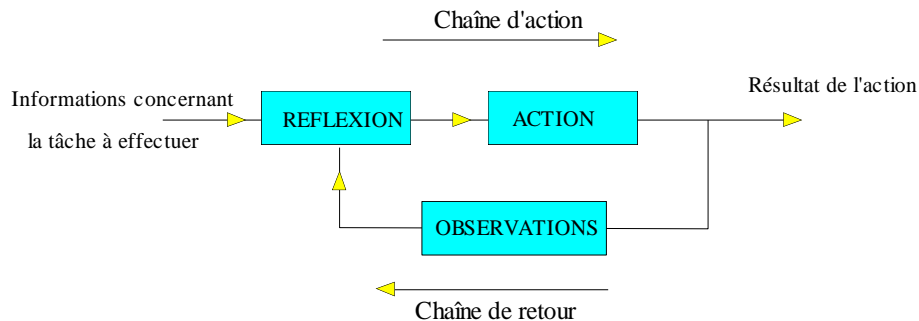 Chaîne d'action
Informations concernant
la tâche à effectuer
REFLEXION
ACTION
Résultat de l'action
OBSERVATIONS
Chaîne de retour